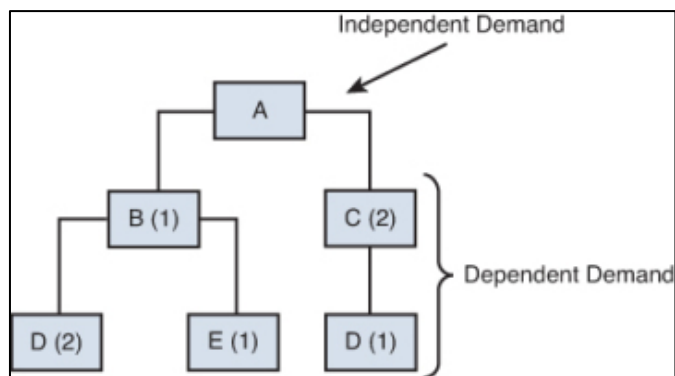 Independent Demand
A
B (1)
C (2)
Dependent Demand
D (2)
E (1)
D (1)